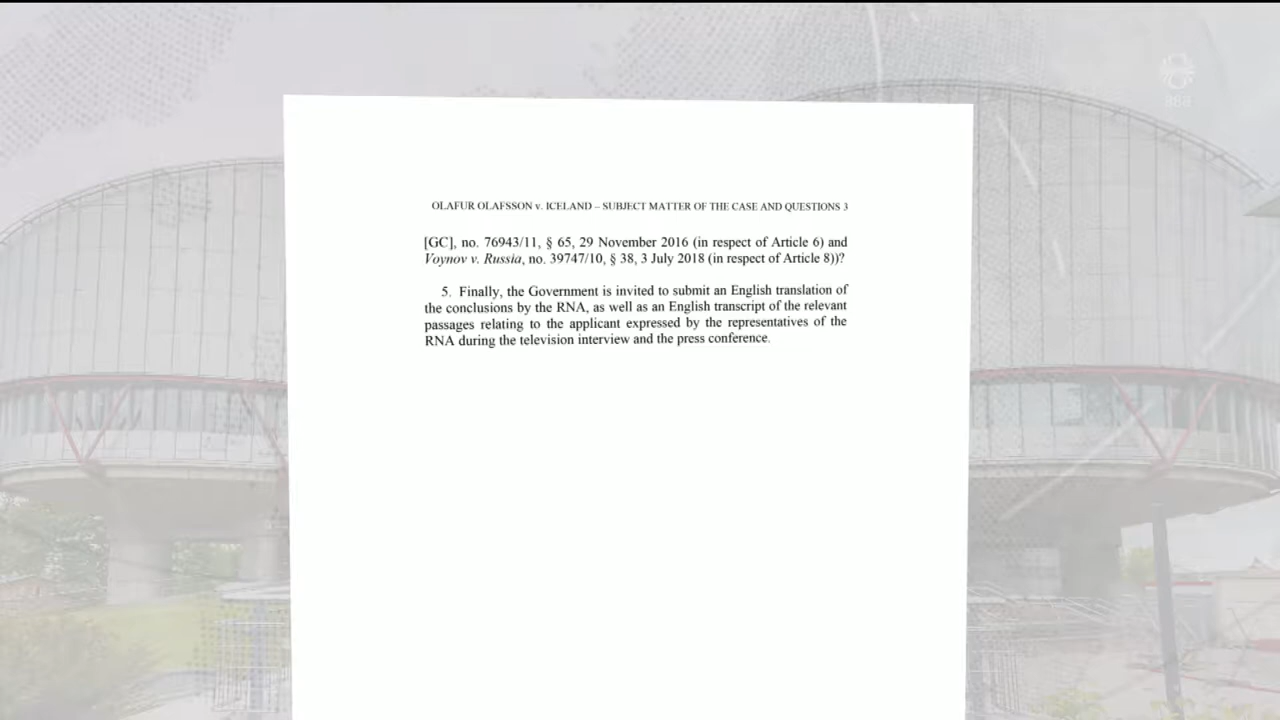 888
OLAFUR OLAFSSON v. ICELAND – SUBJECT MATTER OF THE CASE AND QUESTIONS 3
[GC], no. 76943/11, § 65, 29 November 2016 (in respect of Article 6) and
Voynov v. Russia, no. 39747/10, § 38, 3 July 2018 (in respect of Article 8))?
5. Finally, the Government is invited to submit an English translation of
the conclusions by the RNA, as well as an English transcript of the relevant
passages relating to the applicant expressed by the representatives of the
RNA during the television interview and the press conference.